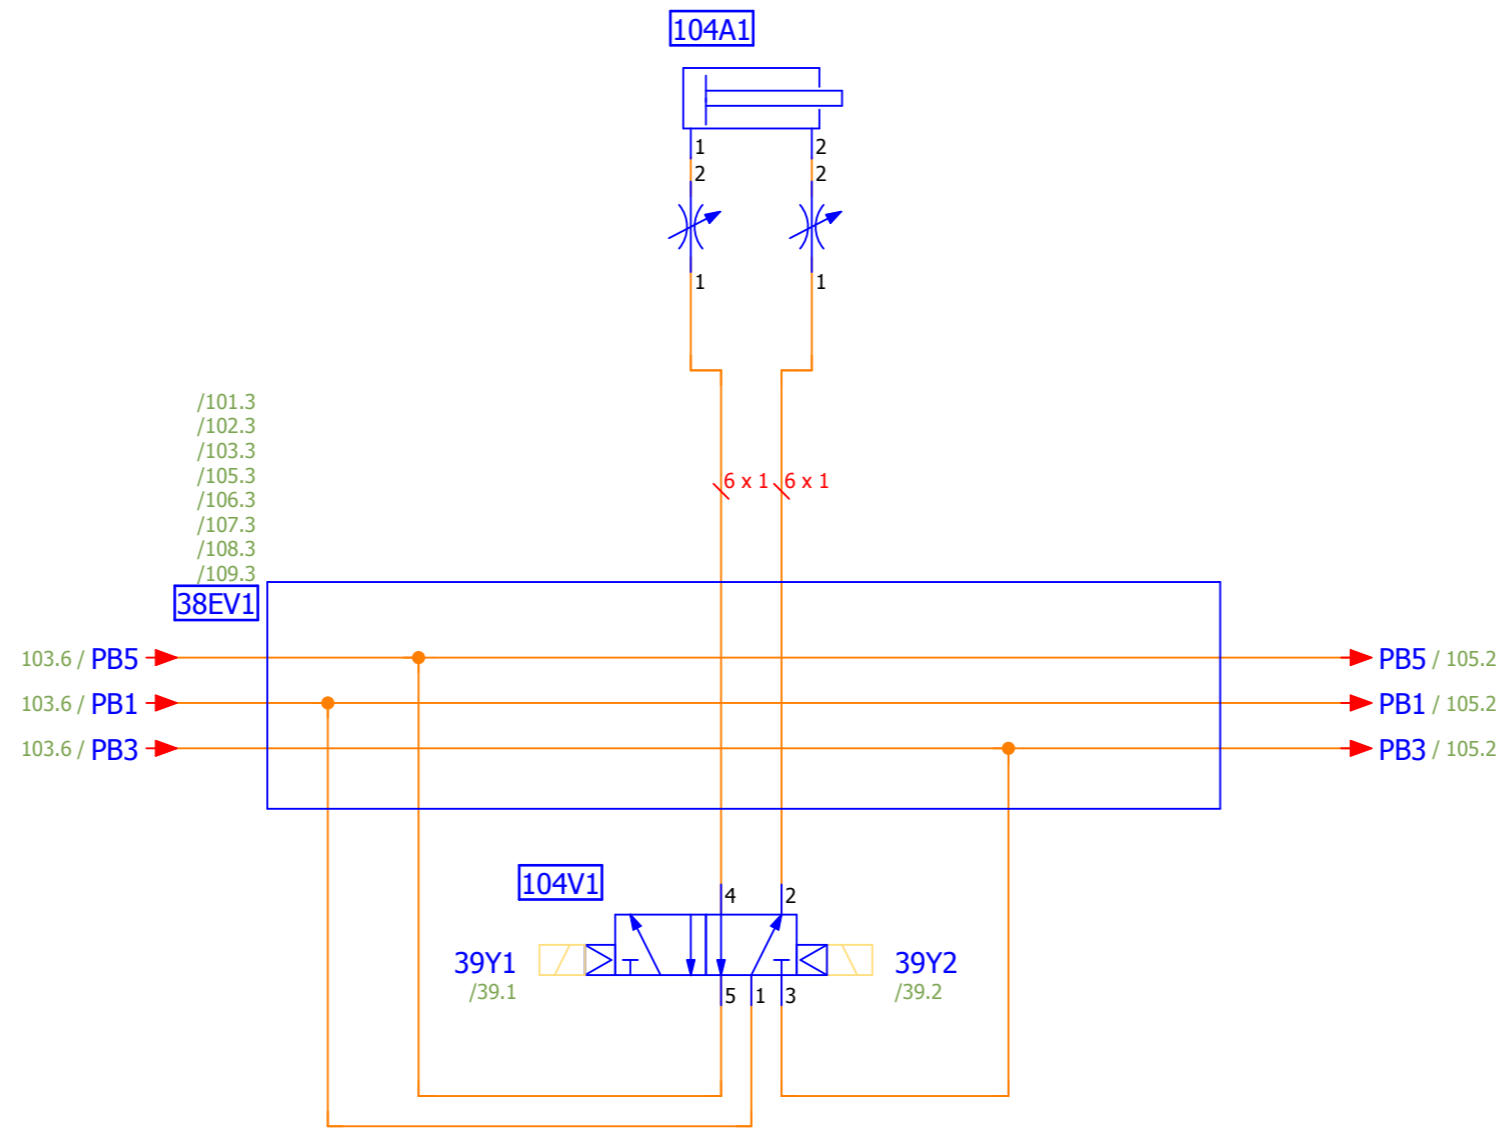 104A1
1
2
2
2
1
1
/101.3
/102.3
/103.3
/105.3
/106.3
/107.3
/108.3
/109.3
6 x 1
6 x 1
38EV1
103.6 / PB5
PB5 / 105.2
103.6 / PB1
PB1 / 105.2
103.6 / PB3
PB3 / 105.2
104V1
4
2
39Y1
/39.1
39Y2
/39.2
5
1
3